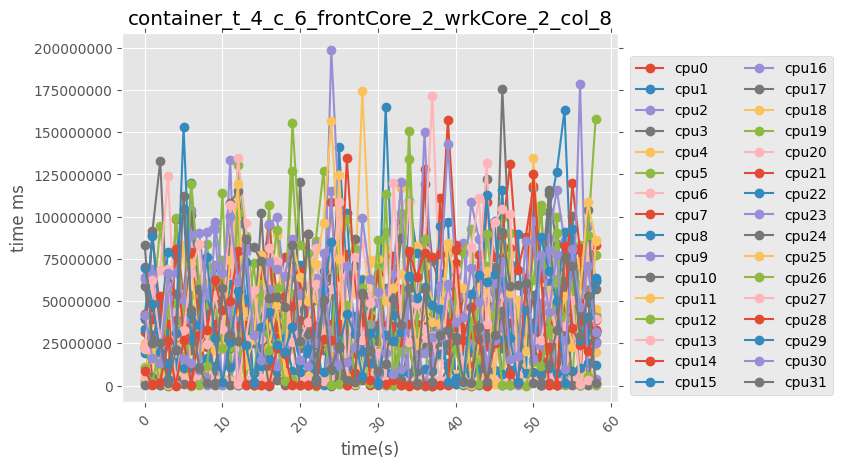 container_t_4_c_6_frontCore_2_wrkCore_2_col_8
time ms
200000000
175000000
150000000
125000000
100000000
75000000
50000000
25000000
0
0 10 20 30 40 50 60
time(s)
cpu0 cpu16
cpu1 cpu17
cpu2 cpu18
cpu3 cpu19
cpu4 cpu20
cpu5 cpu21
cpu6 cpu22
cpu7 cpu23
cpu8 cpu24
cpu9 cpu25
cpu10 cpu26
cpu11 cpu27
cpu12 cpu28
cpu13 cpu29
cpu14 cpu30
cpu15 cpu31